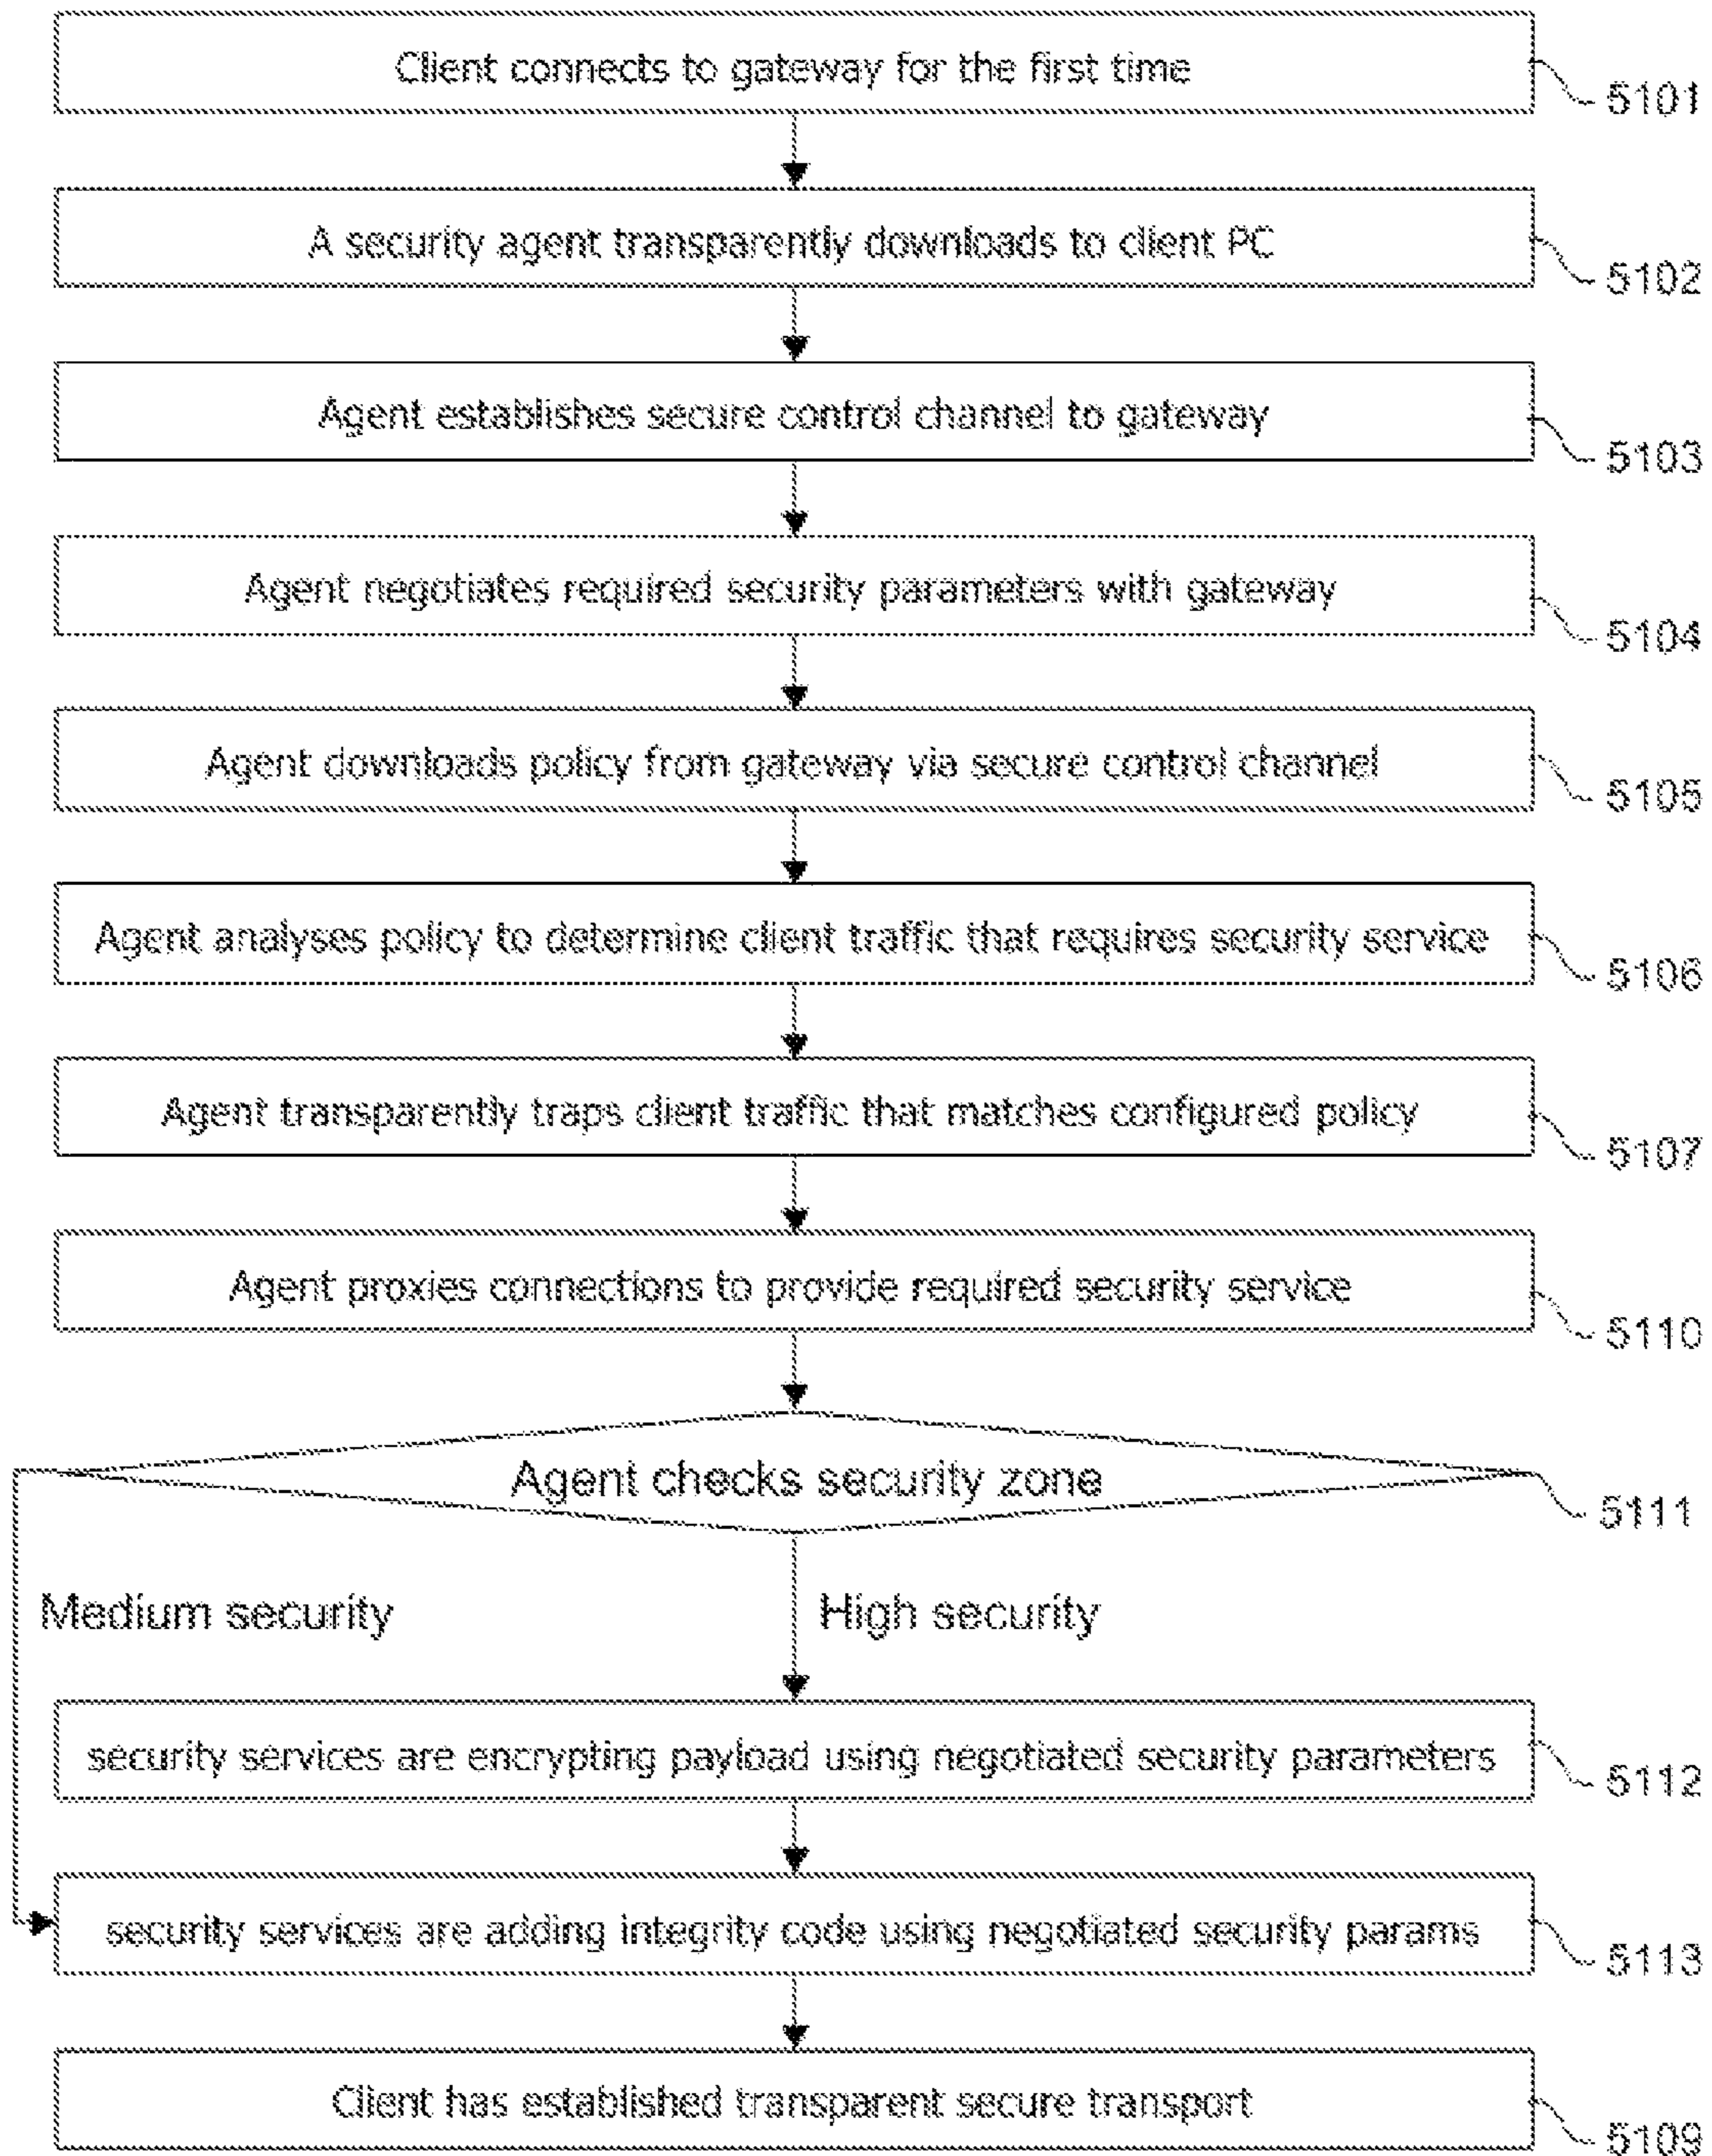 Client connects to gateway for the first time
5101
A security agent transparently downloads to client PC
5102
Agent establishes secure control channel to gateway
5103
Agent negotiates required security parameters with gateway
5104
Agent downloads policy from gateway via secure control channel
5105
Agent analyses policy to determine client traffic that requires security service
5106
Agent transparently traps client traffic that matches configured policy
5107
Agent proxies connections to provide required security service
5110
Agent checks security zone
5111
Medium security
High security
security services are encrypting payload using negotiated security parameters
5112
security services are adding integrity code using negotiated security params
5113
Client has established transparent secure transport
5109